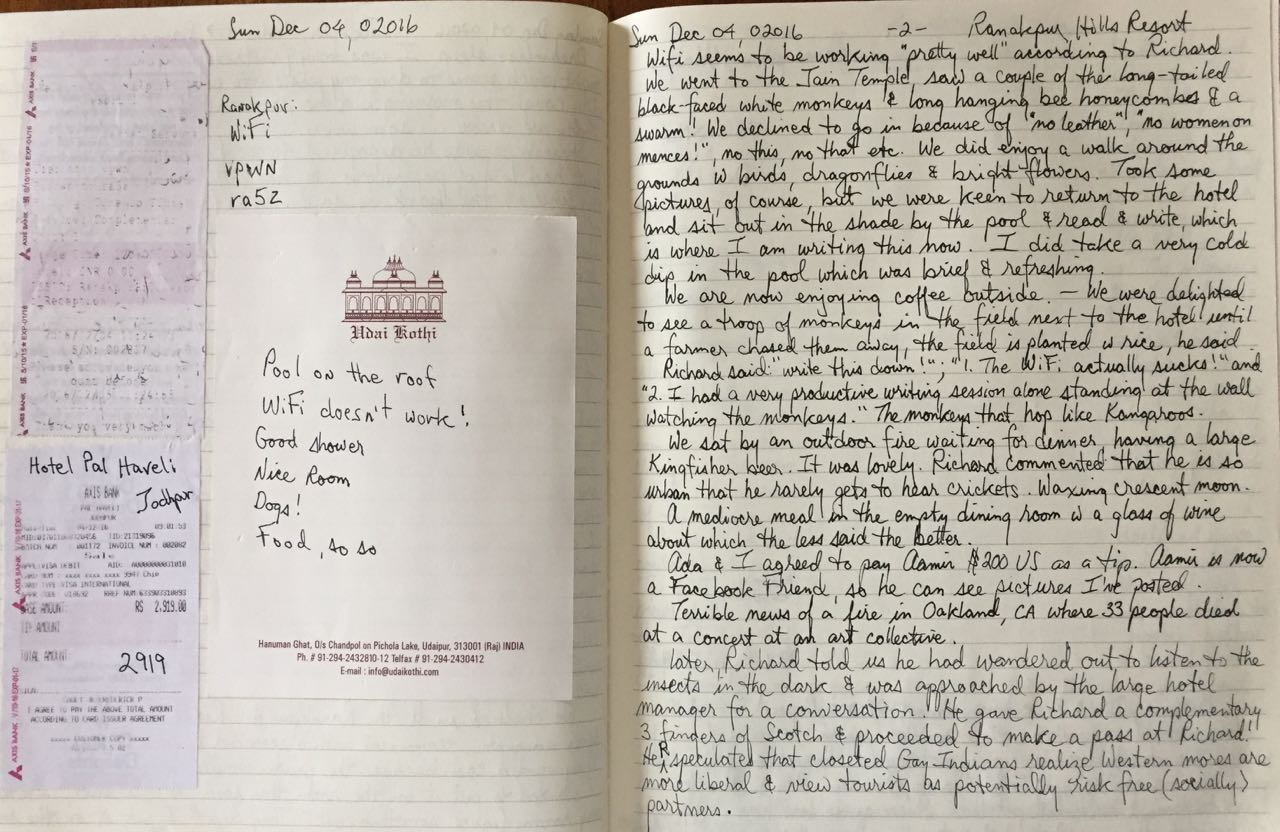 Sun Dec 04, 02016
Ranakpur:
WiFi
vpwN
ra52
Udai Kothi
Pool on the roof
WiFi doesn't work!
Good shower
Nice Room
Dogs!
Food, so so
Hanuman Ghat, O/s Chandpol on Pichola Lake, Udaipur, 313001 (Raj) INDIA
Ph. # 91-294-2432810-12 Telfax # 91-294-2430412
E-mail : info@udaikothi.com
AXIS BANK
Hotel Pal Haveli
Jodhpur
AXIS BANK
PAL HAVELI
09:01:53
INVOICE NUM : 002082
Sale
VISA INTERNATIONAL
BASE AMOUNT: RS 2,919.00
TIP AMOUNT
TOTAL AMOUNT
2919
I AGREE TO PAY THE ABOVE TOTAL AMOUNT
ACCORDING TO CARD ISSUER AGREEMENT
CUSTOMER COPY
Sun Dec 04, 02016 -2- Ranakpur Hills Resort
Wifi seems to be working "pretty well" according to Richard.
We went to the Jain Temple saw a couple of the long-tailed
black-faced white monkeys & long hanging bee honeycombes & a
swarm! We declined to go in because of "no leather", "no women on
mences!", no this, no that etc. We did enjoy a walk around the
grounds w birds, dragonflies & bright flowers. Took some
pictures, of course, but we were keen to return to the hotel
and sit out in the shade by the pool & read & write, which
is where I am writing this now. I did take a very cold
dip in the pool which was brief & refreshing.
We are now enjoying coffee outside. — We were delighted
to see a troop of monkeys in the field next to the hotel until
a farmer chased them away, the field is planted w rice, he said
Richard said: "write this down!"; "1. The WiFi actually sucks!" and
"2. I had a very productive writing session alone standing at the wall
watching the monkeys." The monkeys that hop like Kangaroos.
We sat by an outdoor fire waiting for dinner, having a large
Kingfisher beer. It was lovely. Richard commented that he is so
urban that he rarely gets to hear crickets. Waxing crescent moon.
A mediocre meal in the empty dining room w a glass of wine
about which the less said the better.
Ada & I agreed to pay Aamir $200 US as a tip. Aamir is now
a Facebook Friend, so he can see pictures I've posted.
Terrible news of a fire in Oakland, CA where 33 people died
at a concert at an art collective.
Later, Richard told us he had wandered out to listen to the
insects in the dark & was approached by the large hotel
manager for a conversation. He gave Richard a complementary
3 fingers of Scotch & proceeded to make a pass at Richard!!
He R speculated that closeted Gay Indians realize Western mores are
more liberal & view tourists as potentially risk free (socially)
partners.